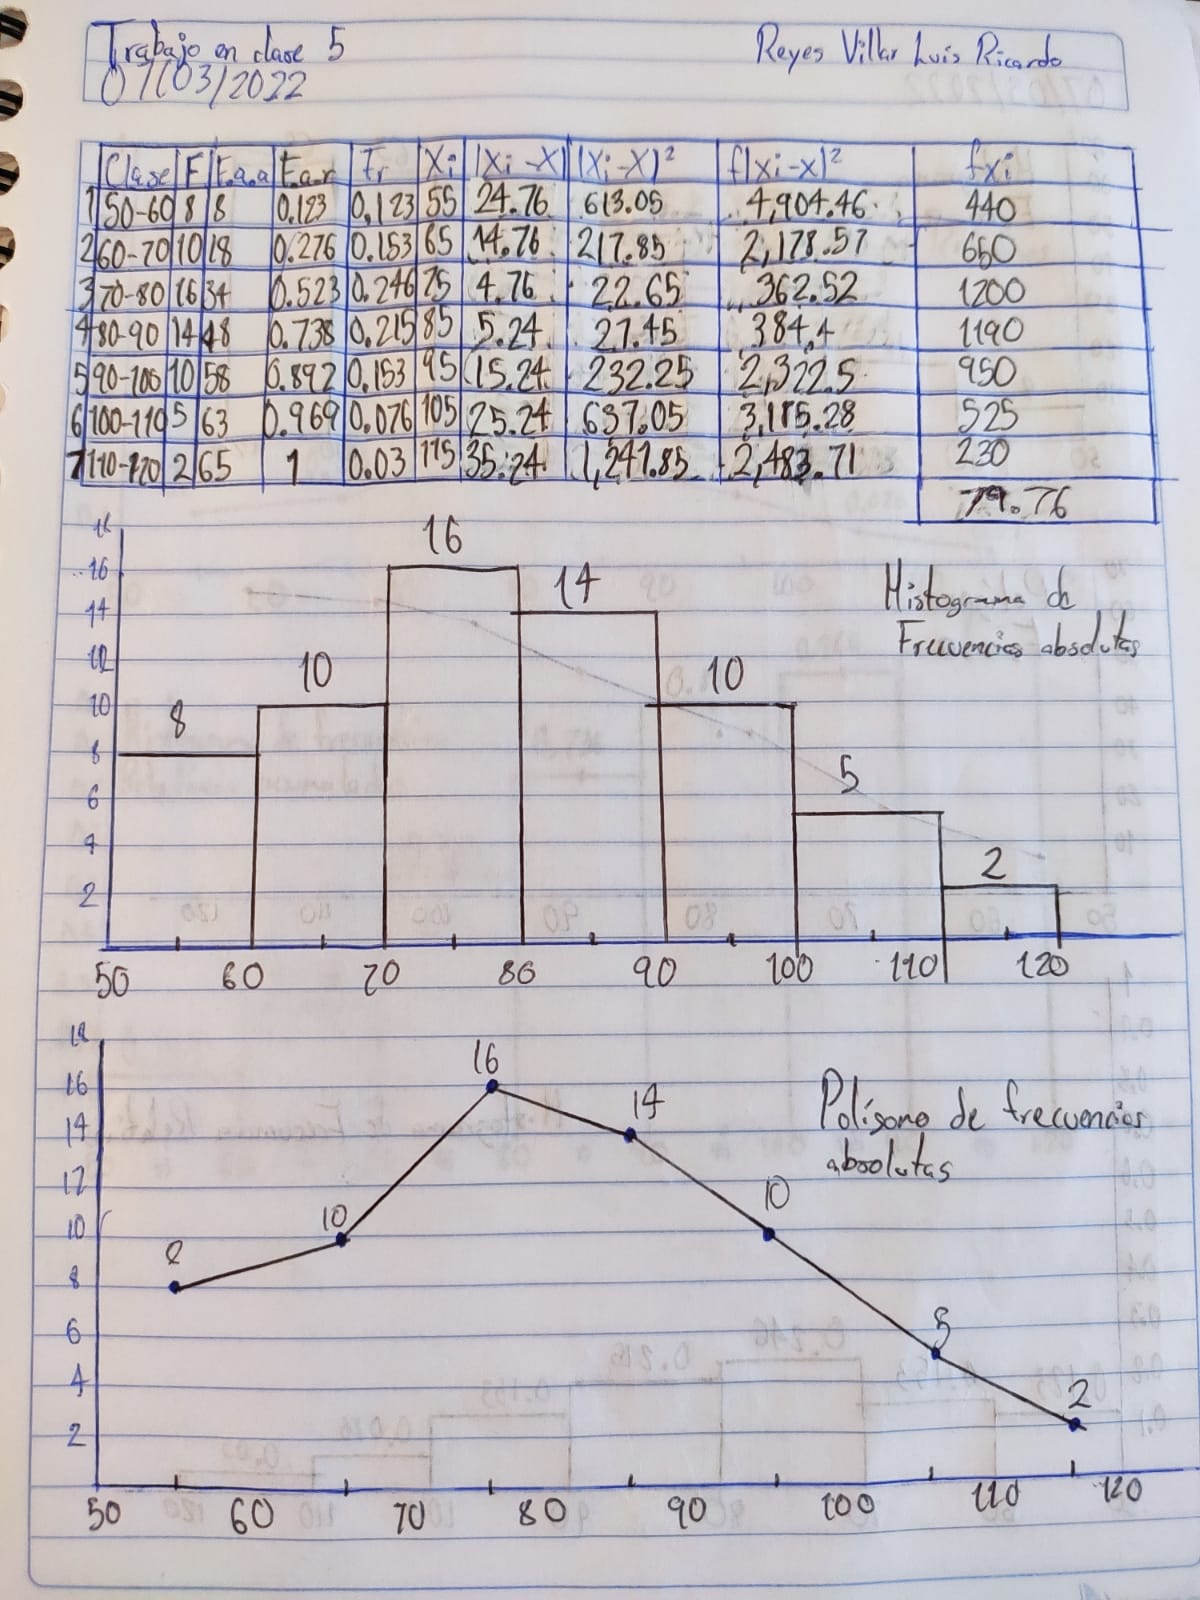 Trabajo en clase 5 Reyes Villar Luis Ricardo
07/03/2022
Clase F F.a.a F.a.r Fr Xi |Xi-X| |Xi-X|² f|xi-x|² fxi
1 50-60 8 8 0.123 0.123 55 24.76 613.05 4,904.46 440
2 60-70 10 18 0.276 0.153 65 14.76 217.85 2,178.57 650
3 70-80 16 34 0.523 0.246 75 4.76 22.65 362.52 1200
4 80-90 14 48 0.738 0.215 85 5.24 27.45 384.4 1190
5 90-100 10 58 0.892 0.153 95 15.24 232.25 2,322.5 950
6 100-110 5 63 0.969 0.076 105 25.24 637.05 3,185.28 525
7 110-120 2 65 1 0.03 115 35.24 1,241.85 2,483.71 230
79.76
Histograma de
Frecuencias absolutas
18
16
14
12
10
8
6
4
2
8 10 16 14 10 5 2
50 60 70 80 90 100 110 120
Polígono de frecuencias
absolutas
18
16
14
12
10
8
6
4
2
8 10 16 14 10 5 2
50 60 70 80 90 100 110 120